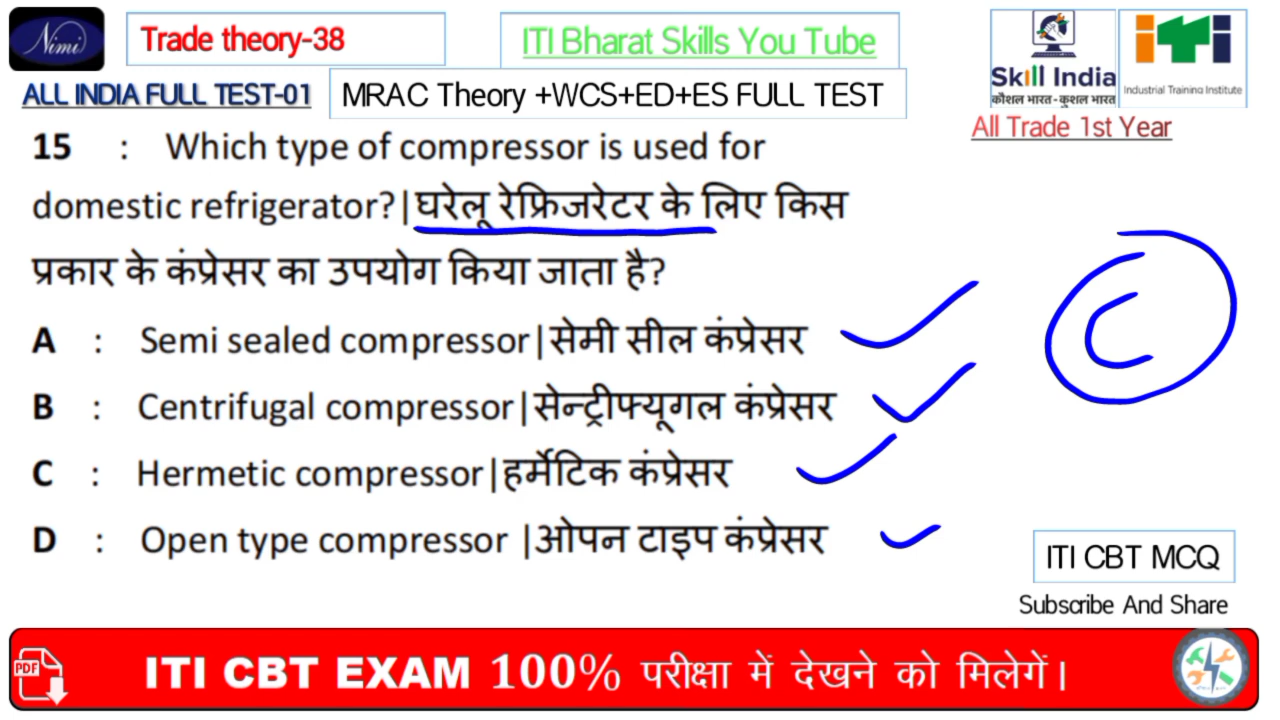 Nimi
Trade theory-38
ITI Bharat Skills You Tube
Skill India
कौशल भारत-कुशल भारत
iTi
Industrial Training Institute
ALL INDIA FULL TEST-01
MRAC Theory +WCS+ED+ES FULL TEST
All Trade 1st Year
15 : Which type of compressor is used for
domestic refrigerator?|घरेलू रेफ्रिजरेटर के लिए किस
प्रकार के कंप्रेसर का उपयोग किया जाता है?
A : Semi sealed compressor|सेमी सील कंप्रेसर
B : Centrifugal compressor|सेन्ट्रीफ्यूगल कंप्रेसर
C : Hermetic compressor|हर्मेटिक कंप्रेसर
D : Open type compressor |ओपन टाइप कंप्रेसर
C
ITI CBT MCQ
Subscribe And Share
PDF
ITI CBT EXAM 100% परीक्षा में देखने को मिलेगें।